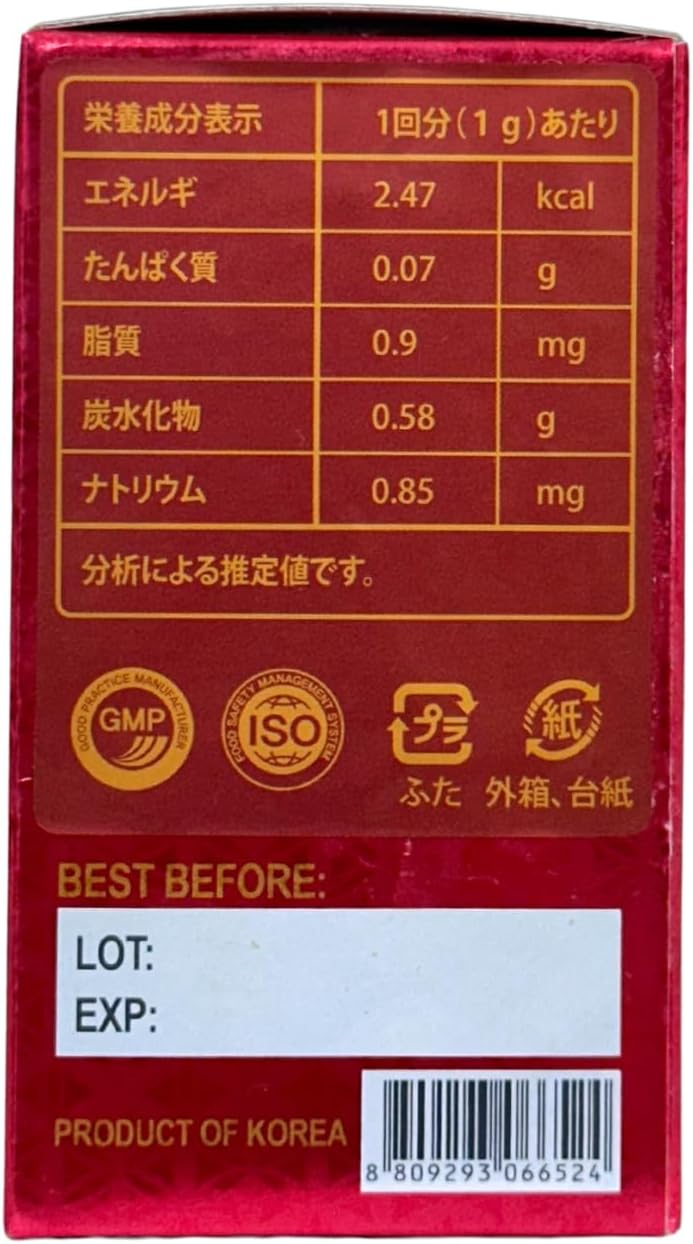 栄養成分表示 1回分(1 g)あたり
エネルギ 2.47 kcal
たんぱく質 0.07 g
脂質 0.9 mg
炭水化物 0.58 g
ナトリウム 0.85 mg
分析による推定値です。
GOOD PRACTICE MANUFACTURER
GMP
FOOD SAFETY MANAGEMENT SYSTEM
ISO
プラ
紙
ふた 外箱、台紙
BEST BEFORE:
LOT:
EXP:
PRODUCT OF KOREA
8 809293 066524